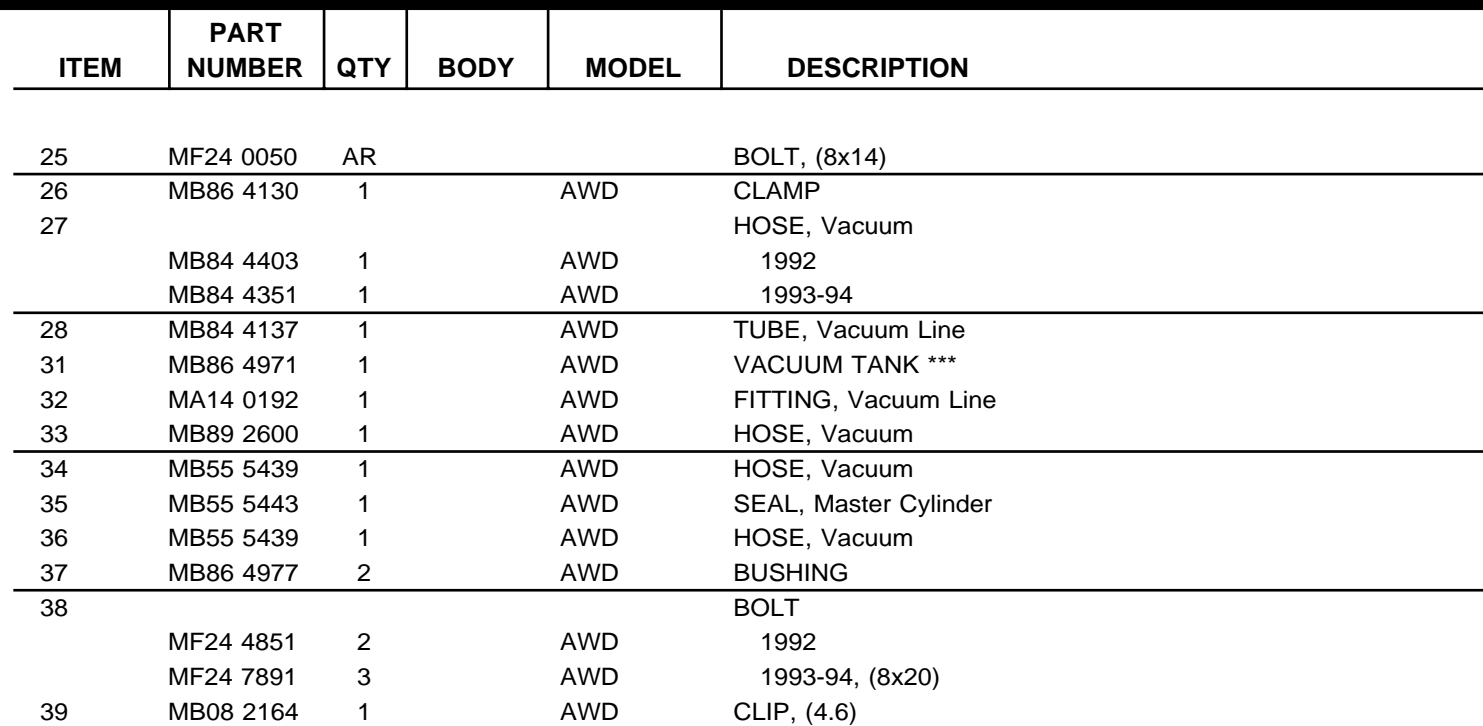 PART
ITEM NUMBER QTY BODY MODEL DESCRIPTION
25 MF24 0050 AR BOLT, (8x14)
26 MB86 4130 1 AWD CLAMP
27 HOSE, Vacuum
MB84 4403 1 AWD 1992
MB84 4351 1 AWD 1993-94
28 MB84 4137 1 AWD TUBE, Vacuum Line
31 MB86 4971 1 AWD VACUUM TANK ***
32 MA14 0192 1 AWD FITTING, Vacuum Line
33 MB89 2600 1 AWD HOSE, Vacuum
34 MB55 5439 1 AWD HOSE, Vacuum
35 MB55 5443 1 AWD SEAL, Master Cylinder
36 MB55 5439 1 AWD HOSE, Vacuum
37 MB86 4977 2 AWD BUSHING
38 BOLT
MF24 4851 2 AWD 1992
MF24 7891 3 AWD 1993-94, (8x20)
39 MB08 2164 1 AWD CLIP, (4.6)